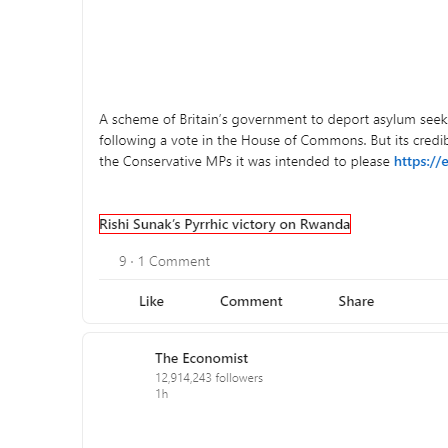 A scheme of Britain's government to deport asylum seek
following a vote in the House of Commons. But its credib
the Conservative MPs it was intended to please https://e
Rishi Sunak's Pyrrhic victory on Rwanda
9 · 1 Comment
Like Comment Share
The Economist
12,914,243 followers
1h